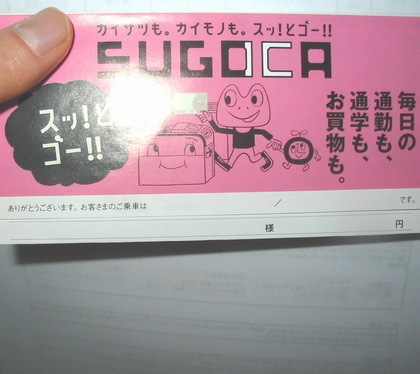 カイサツも。カイモノも。スッ!とゴー!!
SUGOCA
スッ!と
ゴー!!
毎日の
通勤も、
通学も、
お買物も。
ありがとうございます。お客さまのご乗車は / です。
様 円